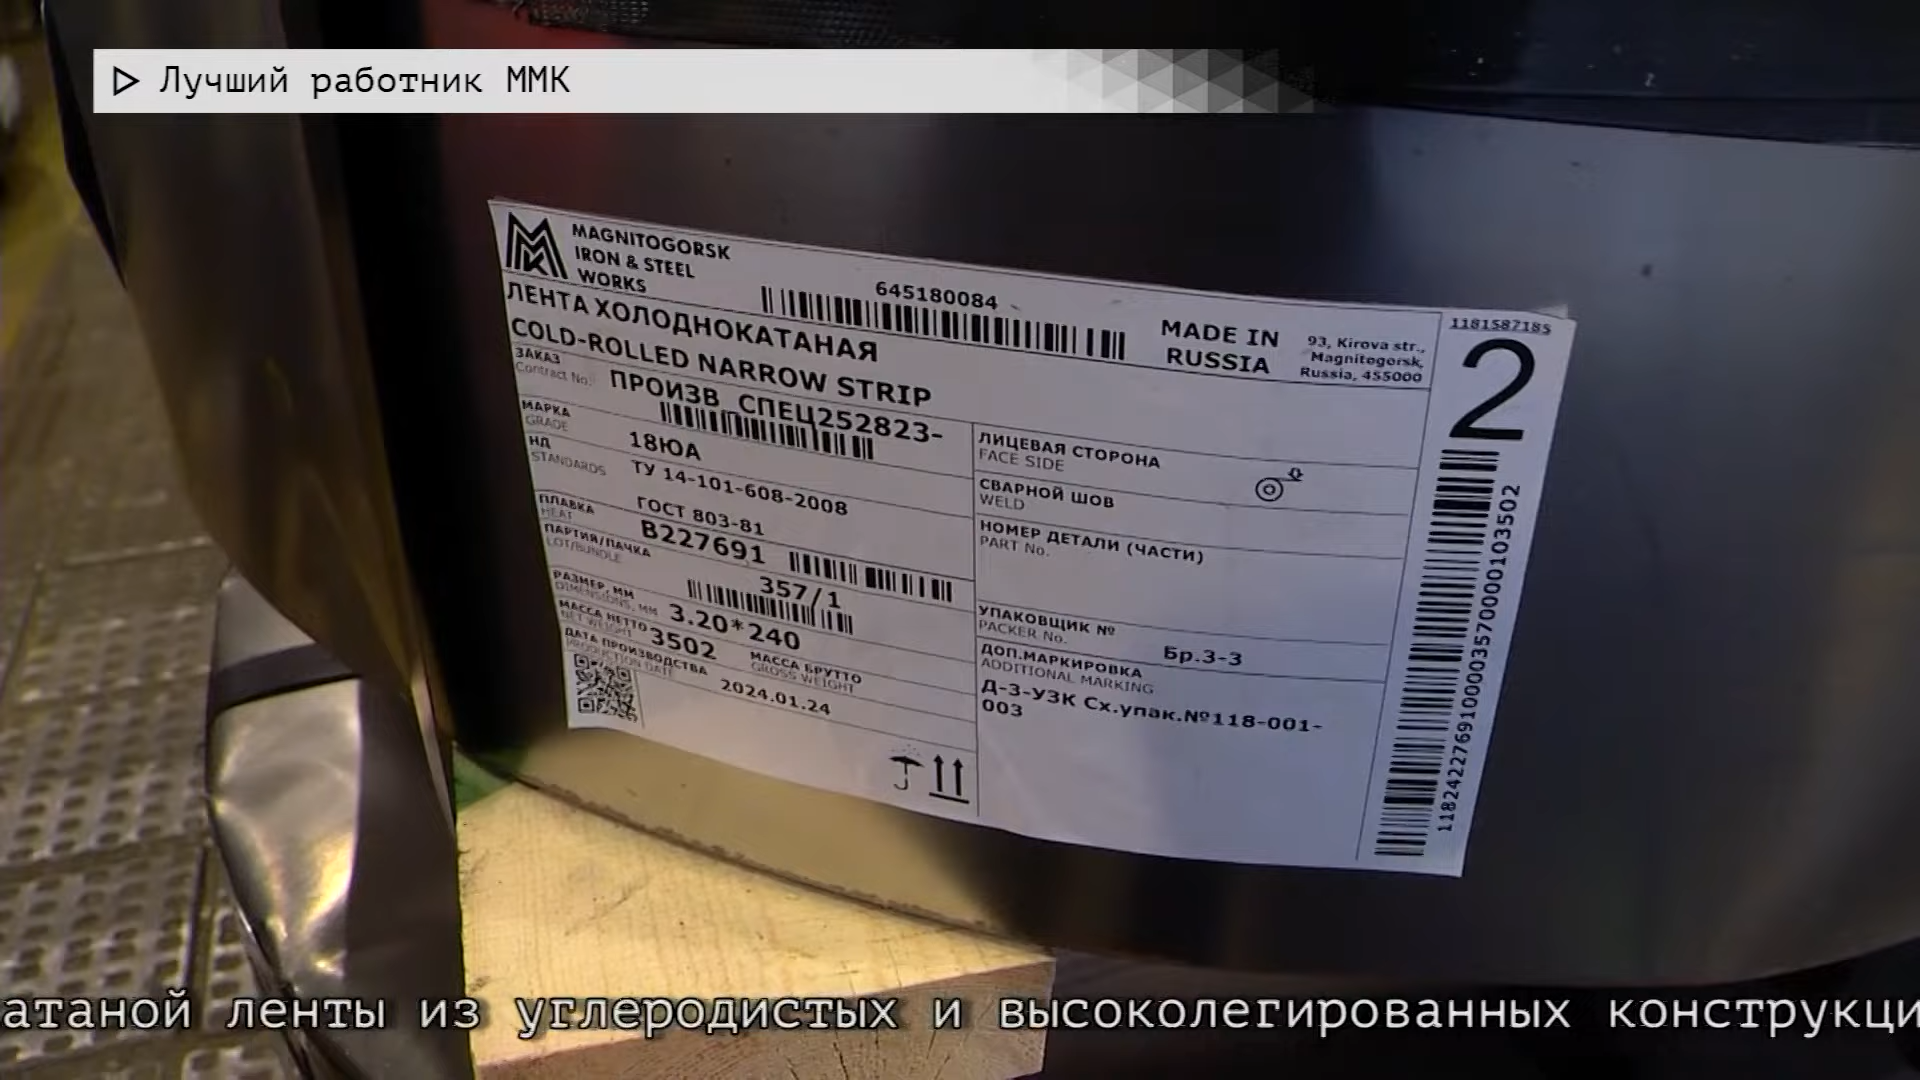 Лучший работник ММК
MAGNITOGORSK
IRON & STEEL
WORKS
645180084
MADE IN
RUSSIA
93, Kirova str.,
Magnitogorsk,
Russia, 455000
1181587185
2
ЛЕНТА ХОЛОДНОКАТАНАЯ
COLD-ROLLED NARROW STRIP
ЗАКАЗ
Contract No.
ПРОИЗВ СПЕЦ252823-
МАРКА
GRADE
18ЮА
НД
STANDARDS
ТУ 14-101-608-2008
ГОСТ 803-81
ПЛАВКА
HEAT
В227691
ПАРТИЯ/ПАЧКА
LOT/BUNDLE
357/1
РАЗМЕР, ММ
DIMENSIONS, MM
3.20*240
МАССА НЕТТО
NET WEIGHT
3502
МАССА БРУТТО
GROSS WEIGHT
ДАТА ПРОИЗВОДСТВА
PRODUCTION DATE
2024.01.24
ЛИЦЕВАЯ СТОРОНА
FACE SIDE
СВАРНОЙ ШОВ
WELD
НОМЕР ДЕТАЛИ (ЧАСТИ)
PART No.
УПАКОВЩИК №
PACKER No.
Бр.3-3
ДОП.МАРКИРОВКА
ADDITIONAL MARKING
Д-3-УЗК Сх.упак.№118-001-
003
1182422769100003570000103502
атаной ленты из углеродистых и высоколегированных конструкци